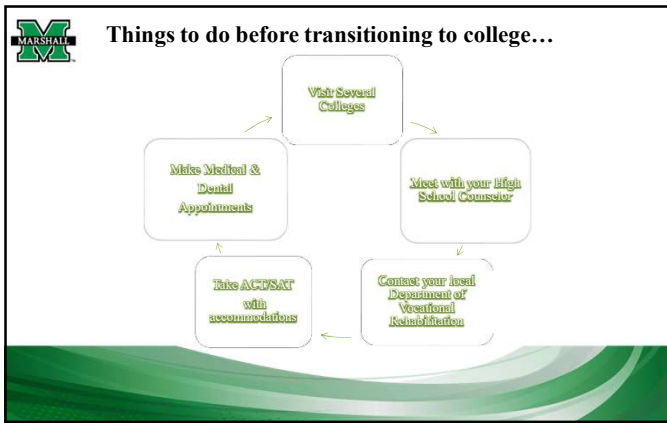 MARSHALL
Things to do before transitioning to college…
Visit Several
Colleges
Meet with your High
School Counselor
Contact your local
Department of
Vocational
Rehabilitation
Take ACT/SAT
with
accommodations
Make Medical &
Dental
Appointments